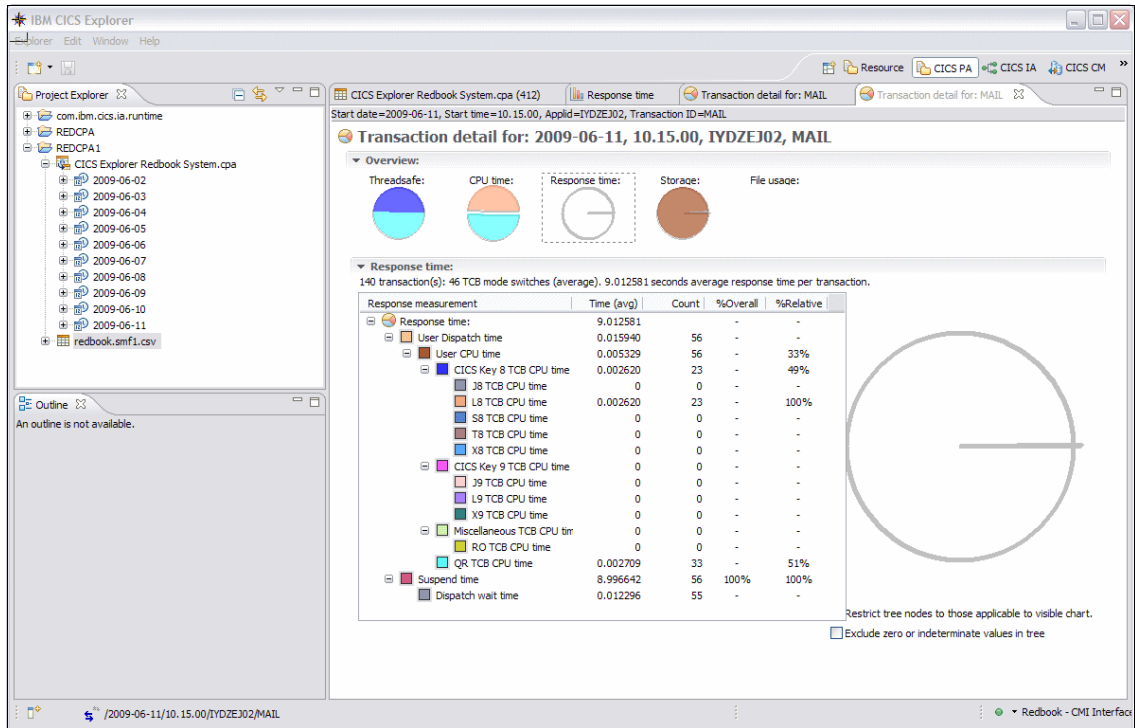 IBM CICS Explorer
Explorer Edit Window Help
Resource CICS PA CICS IA CICS CM »
Project Explorer
com.ibm.cics.ia.runtime
REDCPA
REDCPA1
CICS Explorer Redbook System.cpa
2009-06-02
2009-06-03
2009-06-04
2009-06-05
2009-06-06
2009-06-07
2009-06-08
2009-06-09
2009-06-10
2009-06-11
redbook.smf1.csv
Outline
An outline is not available.
CICS Explorer Redbook System.cpa (412) Response time Transaction detail for: MAIL Transaction detail for: MAIL
Start date=2009-06-11, Start time=10.15.00, Applid=IYDZEJ02, Transaction ID=MAIL
Transaction detail for: 2009-06-11, 10.15.00, IYDZEJ02, MAIL
Overview:
Threadsafe: CPU time: Response time: Storage: File usage:
Response time:
140 transaction(s): 46 TCB mode switches (average). 9.012581 seconds average response time per transaction.
Response measurement Time (avg) Count %Overall %Relative
Response time: 9.012581 - -
User Dispatch time 0.015940 56 - -
User CPU time 0.005329 56 - 33%
CICS Key 8 TCB CPU time 0.002620 23 - 49%
J8 TCB CPU time 0 0 - -
L8 TCB CPU time 0.002620 23 - 100%
S8 TCB CPU time 0 0 - -
T8 TCB CPU time 0 0 - -
X8 TCB CPU time 0 0 - -
CICS Key 9 TCB CPU time 0 0 - -
J9 TCB CPU time 0 0 - -
L9 TCB CPU time 0 0 - -
X9 TCB CPU time 0 0 - -
Miscellaneous TCB CPU tim 0 0 - -
RO TCB CPU time 0 0 - -
QR TCB CPU time 0.002709 33 - 51%
Suspend time 8.996642 56 100% 100%
Dispatch wait time 0.012296 55 - -
Restrict tree nodes to those applicable to visible chart.
Exclude zero or indeterminate values in tree
/2009-06-11/10.15.00/IYDZEJ02/MAIL
Redbook - CMI Interface